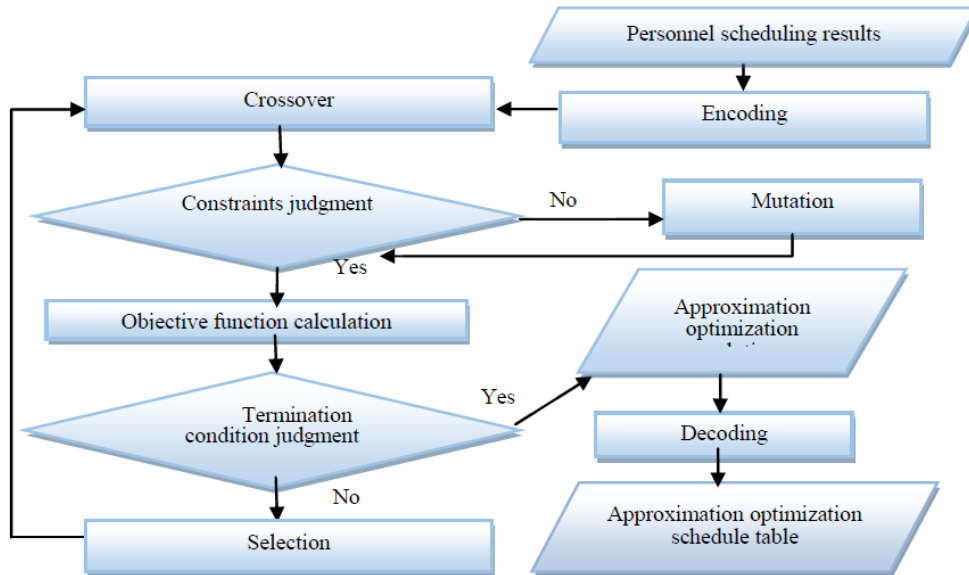 Personnel scheduling results
Crossover
Encoding
Constraints judgment
No
Mutation
Yes
Objective function calculation
Approximation
optimization
Termination
condition judgment
Yes
Decoding
No
Selection
Approximation optimization
schedule table